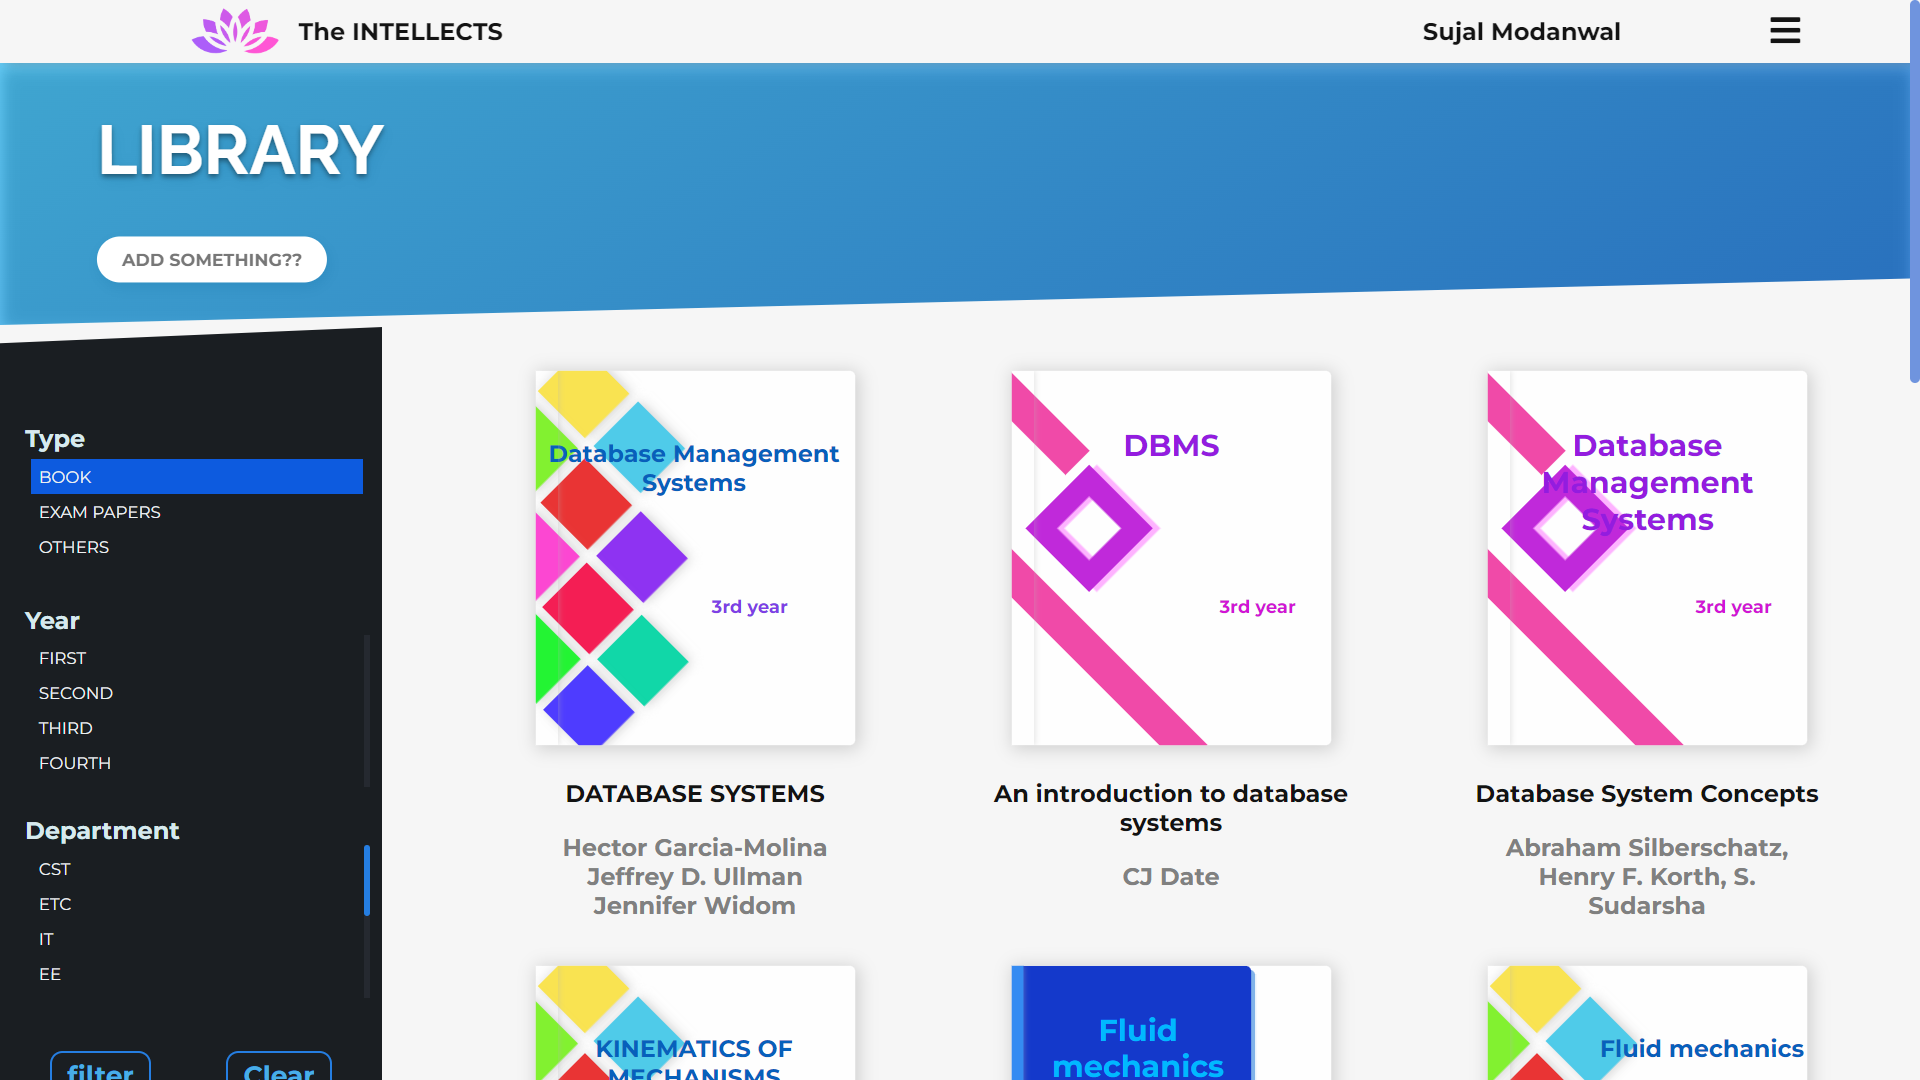 The INTELLECTS
Sujal Modanwal
LIBRARY
ADD SOMETHING??
Type
BOOK
EXAM PAPERS
OTHERS
Year
FIRST
SECOND
THIRD
FOURTH
Department
CST
ETC
IT
EE
filter
Clear
Database Management
Systems
3rd year
DATABASE SYSTEMS
Hector Garcia-Molina
Jeffrey D. Ullman
Jennifer Widom
DBMS
3rd year
An introduction to database
systems
CJ Date
Database
Management
Systems
3rd year
Database System Concepts
Abraham Silberschatz,
Henry F. Korth, S.
Sudarsha
KINEMATICS OF
MECHANISMS
Fluid
mechanics
Fluid mechanics